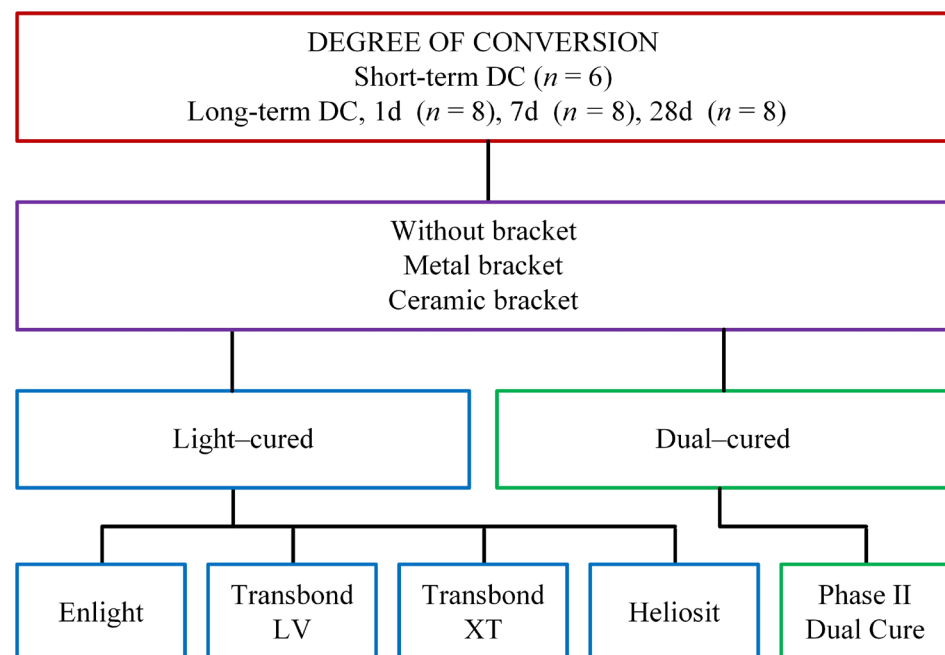 DEGREE OF CONVERSION
Short-term DC (n = 6)
Long-term DC, 1d (n = 8), 7d (n = 8), 28d (n = 8)
Without bracket
Metal bracket
Ceramic bracket
Light–cured
Dual–cured
Enlight
Transbond
LV
Transbond
XT
Heliosit
Phase II
Dual Cure